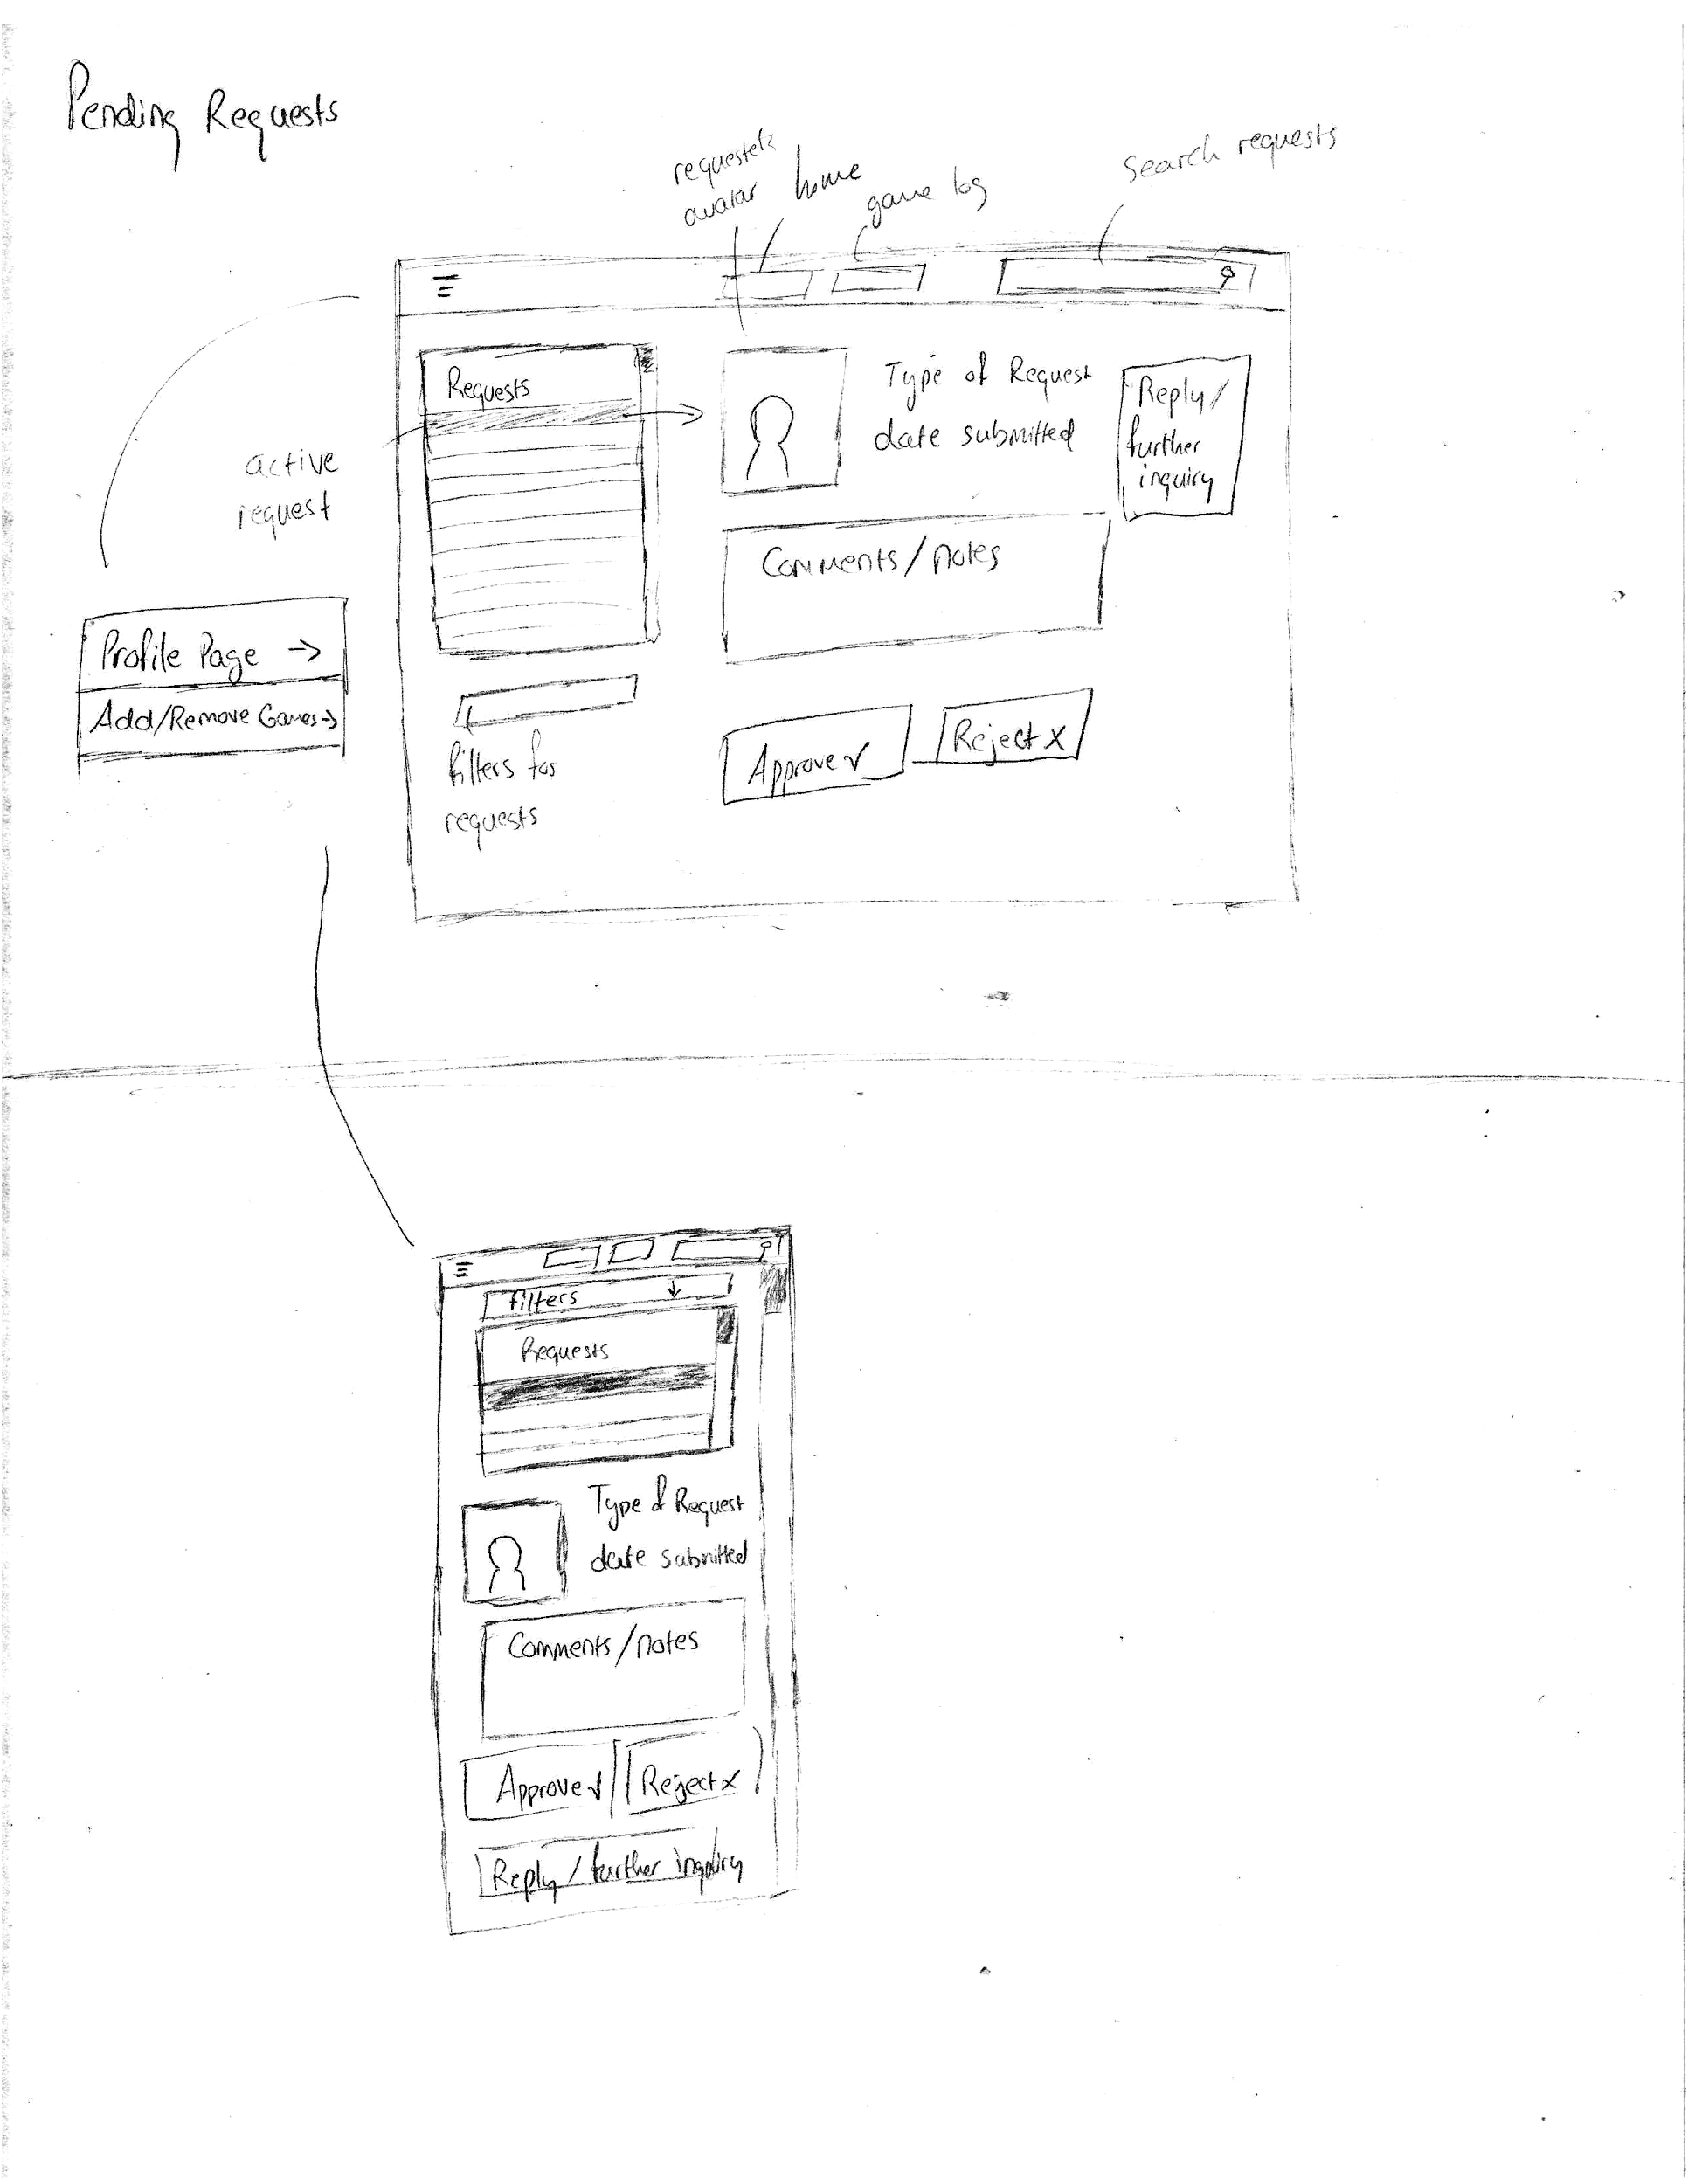 Pending Requests
requester's
avatar
home
game log
Search requests
Requests
Type of Request
date submitted
Reply/
further
inquiry
active
request
Comments/notes
Profile Page →
Add/Remove Games→
filters for
requests
Approve ✓
Reject x
filters ↓
Requests
Type of Request
date submitted
Comments/notes
Approve ✓
Reject x
Reply / further inquiry